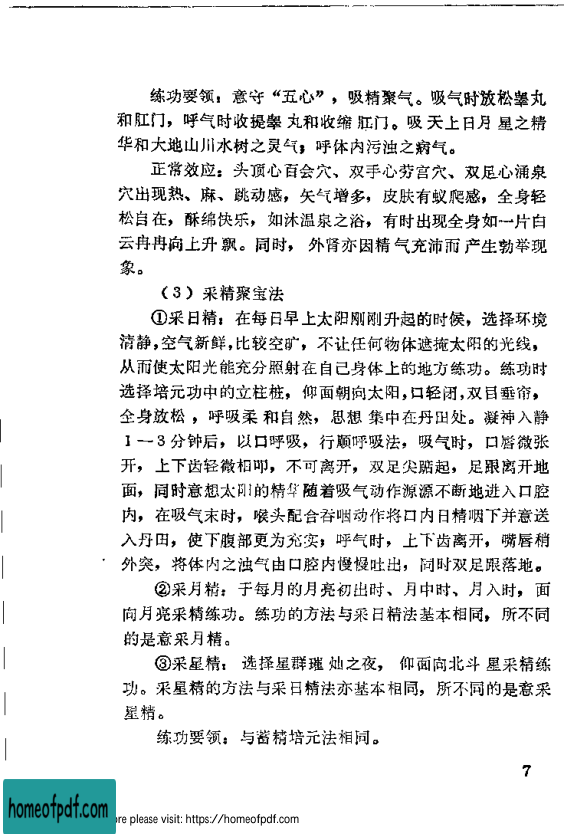 练功要领：意守“五心”，吸精聚气。吸气时放松睾丸
和肛门，呼气时收提睾丸和收缩肛门。吸天上日月星之精
华和大地山川水树之灵气；呼体内污浊之病气。
正常效应：头顶心百会穴、双手心劳宫穴、双足心涌泉
穴出现热、麻、跳动感，矢气增多，皮肤有蚁爬感，全身轻
松自在，酥绵快乐，如沐温泉之浴，有时出现全身如一片白
云冉冉向上升飘。同时，外肾亦因精气充沛而产生勃举现
象。
（3）采精聚宝法
①采日精：在每日早上太阳刚刚升起的时候，选择环境
清静，空气新鲜，比较空旷，不让任何物体遮掩太阳的光线，
从而使太阳光能充分照射在自己身体上的地方练功。练功时
选择培元功中的立柱桩，仰面朝向太阳，口轻闭，双目垂帘，
全身放松，呼吸柔和自然，思想集中在丹田处。凝神入静
1－3分钟后，以口呼吸，行顺呼吸法，吸气时，口唇微张
开，上下齿轻微相叩，不可离开，双足尖踮起，足跟离开地
面，同时意想太阳的精华随着吸气动作源源不断地进入口腔
内，在吸气末时，喉头配合吞咽动作将口内日精咽下并意送
入丹田，使下腹部更为充实；呼气时，上下齿离开，嘴唇稍
外突，将体内之浊气由口腔内慢慢吐出，同时双足跟落地。
②采月精：于每月的月亮初出时、月中时、月入时，面
向月亮采精练功。练功的方法与采日精法基本相同，所不同
的是意采月精。
③采星精：选择星群璀灿之夜，仰面向北斗星采精练
功。采星精的方法与采日精法亦基本相同，所不同的是意采
星精。
练功要领：与蓄精培元法相同。
7
homeofpdf.com
re please visit: https://homeofpdf.com